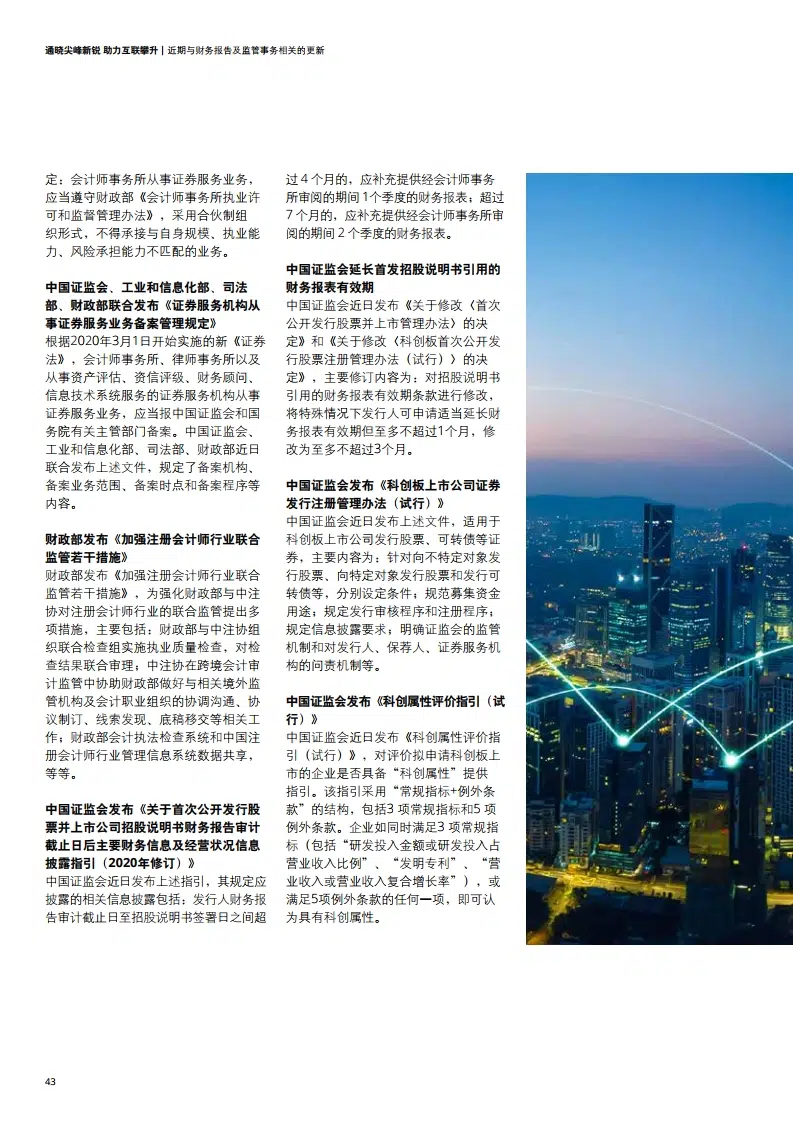 通晓尖峰新锐 助力互联攀升 | 近期与财务报告及监管事务相关的更新
定：会计师事务所从事证券服务业务，
应当遵守财政部《会计师事务所执业许
可和监督管理办法》，采用合伙制组
织形式，不得承接与自身规模、执业能
力、风险承担能力不匹配的业务。
中国证监会、工业和信息化部、司法
部、财政部联合发布《证券服务机构从
事证券服务业务备案管理规定》
根据2020年3月1日开始实施的新《证券
法》，会计师事务所、律师事务所以及
从事资产评估、资信评级、财务顾问、
信息技术系统服务的证券服务机构从事
证券服务业务，应当报中国证监会和国
务院有关主管部门备案。中国证监会、
工业和信息化部、司法部、财政部近日
联合发布上述文件，规定了备案机构、
备案业务范围、备案时点和备案程序等
内容。
财政部发布《加强注册会计师行业联合
监管若干措施》
财政部发布《加强注册会计师行业联合
监管若干措施》，为强化财政部与中注
协对注册会计师行业的联合监管提出多
项措施，主要包括：财政部与中注协组
织联合检查组实施执业质量检查，对检
查结果联合审理；中注协在跨境会计审
计监管中协助财政部做好与相关境外监
管机构及会计职业组织的协调沟通、协
议制订、线索发现、底稿移交等相关工
作；财政部会计执法检查系统和中国注
册会计师行业管理信息系统数据共享，
等等。
中国证监会发布《关于首次公开发行股
票并上市公司招股说明书财务报告审计
截止日后主要财务信息及经营状况信息
披露指引（2020年修订）》
中国证监会近日发布上述指引，其规定应
披露的相关信息披露包括：发行人财务报
告审计截止日至招股说明书签署日之间超
过 4 个月的，应补充提供经会计师事务
所审阅的期间 1个季度的财务报表；超过
7 个月的，应补充提供经会计师事务所审
阅的期间 2 个季度的财务报表。
中国证监会延长首发招股说明书引用的
财务报表有效期
中国证监会近日发布《关于修改〈首次
公开发行股票并上市管理办法〉的决
定》和《关于修改〈科创板首次公开发
行股票注册管理办法（试行）〉的决
定》，主要修订内容为：对招股说明书
引用的财务报表有效期条款进行修改，
将特殊情况下发行人可申请适当延长财
务报表有效期但至多不超过1个月，修
改为至多不超过3个月。
中国证监会发布《科创板上市公司证券
发行注册管理办法（试行）》
中国证监会近日发布上述文件，适用于
科创板上市公司发行股票、可转债等证
券，主要内容为：针对向不特定对象发
行股票、向特定对象发行股票和发行可
转债等，分别设定条件；规范募集资金
用途；规定发行审核程序和注册程序；
规定信息披露要求；明确证监会的监管
机制和对发行人、保荐人、证券服务机
构的问责机制等。
中国证监会发布《科创属性评价指引（试
行）》
中国证监会近日发布《科创属性评价指
引（试行）》，对评价拟申请科创板上
市的企业是否具备“科创属性”提供
指引。该指引采用“常规指标+例外条
款”的结构，包括3 项常规指标和5 项
例外条款。企业如同时满足3 项常规指
标（包括“研发投入金额或研发投入占
营业收入比例”、“发明专利”、“营
业收入或营业收入复合增长率”），或
满足5项例外条款的任何一项，即可认
为具有科创属性。
43